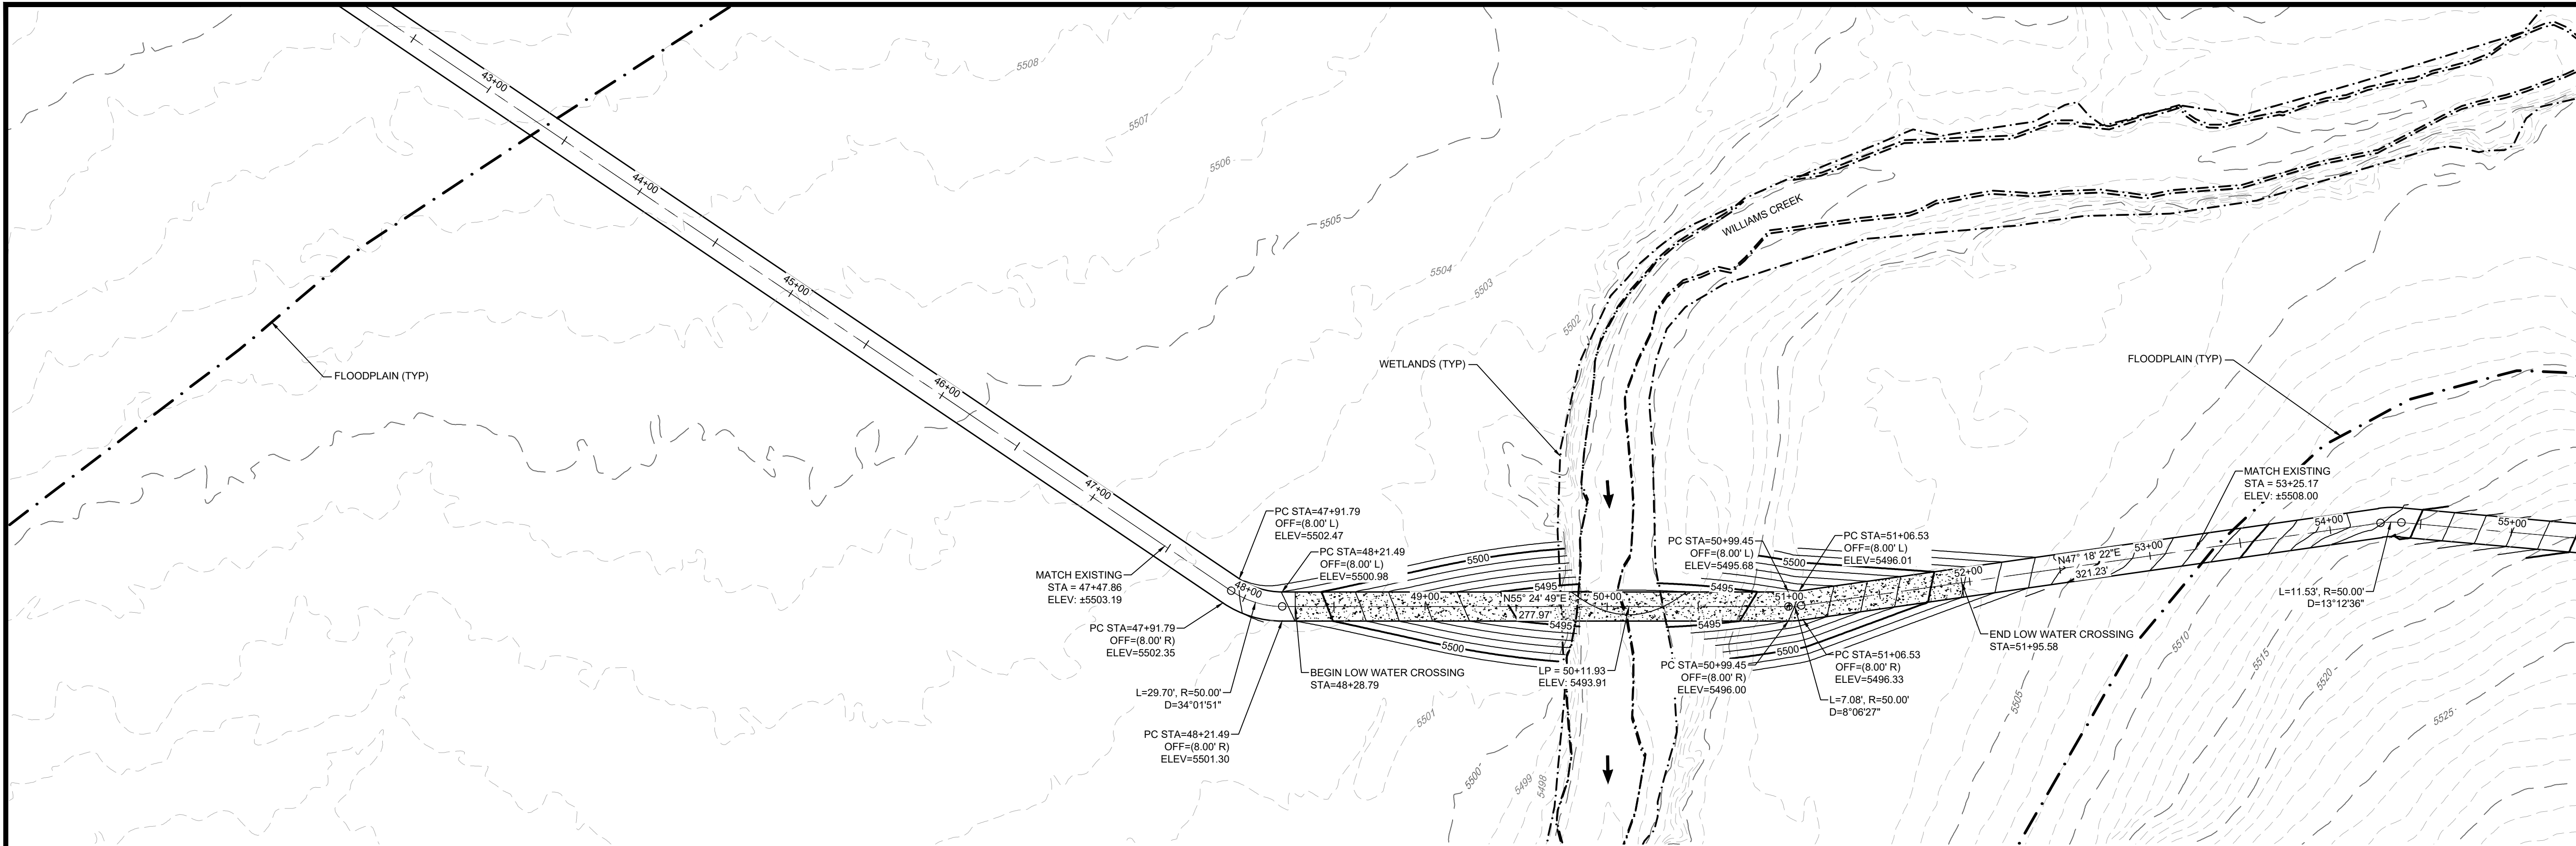 43+00
44+00
45+00
46+00
47+00
48+00
5508
5507
5506
5505
5504
5503
5502
WILLIAMS CREEK
FLOODPLAIN (TYP)
WETLANDS (TYP)
FLOODPLAIN (TYP)
MATCH EXISTING
STA = 47+47.86
ELEV: ±5503.19
PC STA=47+91.79
OFF=(8.00' L)
ELEV=5502.47
PC STA=48+21.49
OFF=(8.00' L)
ELEV=5500.98
PC STA=47+91.79
OFF=(8.00' R)
ELEV=5502.35
L=29.70', R=50.00'
D=34°01'51"
PC STA=48+21.49
OFF=(8.00' R)
ELEV=5501.30
BEGIN LOW WATER CROSSING
STA=48+28.79
5500
5495
49+00
N55° 24' 49"E
277.97'
50+00
5495
5500
LP = 50+11.93
ELEV: 5493.91
PC STA=50+99.45
OFF=(8.00' L)
ELEV=5495.68
PC STA=51+06.53
OFF=(8.00' L)
ELEV=5496.01
5500
5495
51+00
52+00
5495
5500
PC STA=50+99.45
OFF=(8.00' R)
ELEV=5496.00
PC STA=51+06.53
OFF=(8.00' R)
ELEV=5496.33
L=7.08', R=50.00'
D=8°06'27"
END LOW WATER CROSSING
STA=51+95.58
N47° 18' 22"E
321.23'
53+00
MATCH EXISTING
STA = 53+25.17
ELEV: ±5508.00
54+00
55+00
L=11.53', R=50.00'
D=13°12'36"
5501
5500
5499
5498
5505
5510
5515
5520
5525